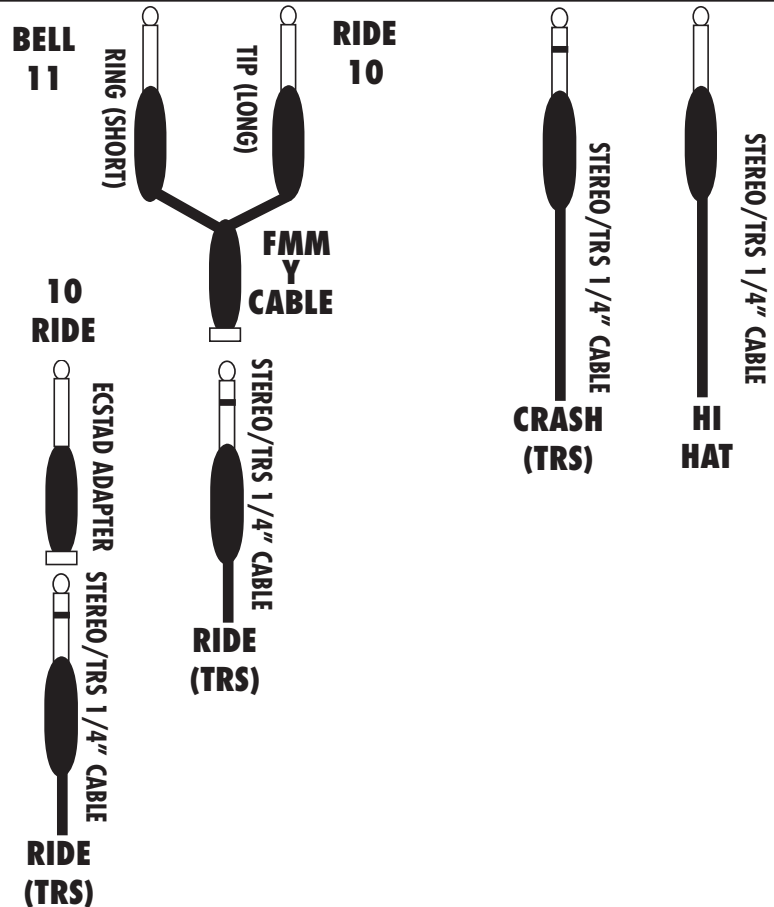 BELL
11
RING (SHORT)
TIP (LONG)
RIDE
10
FMM
Y
CABLE
10
RIDE
ECSTAD ADAPTER
STEREO/TRS 1/4" CABLE
RIDE
(TRS)
STEREO/TRS 1/4" CABLE
RIDE
(TRS)
STEREO/TRS 1/4" CABLE
CRASH
(TRS)
STEREO/TRS 1/4" CABLE
HI
HAT